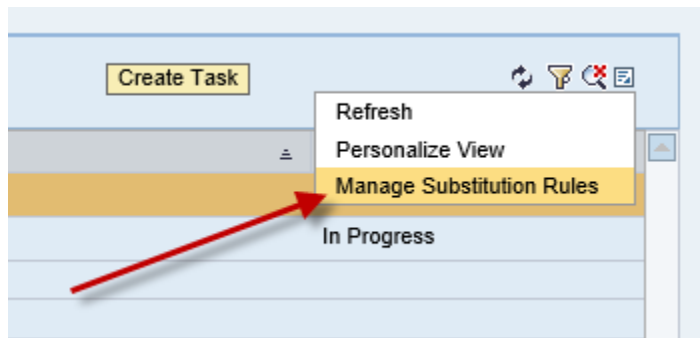 Create Task
Refresh
Personalize View
Manage Substitution Rules
In Progress